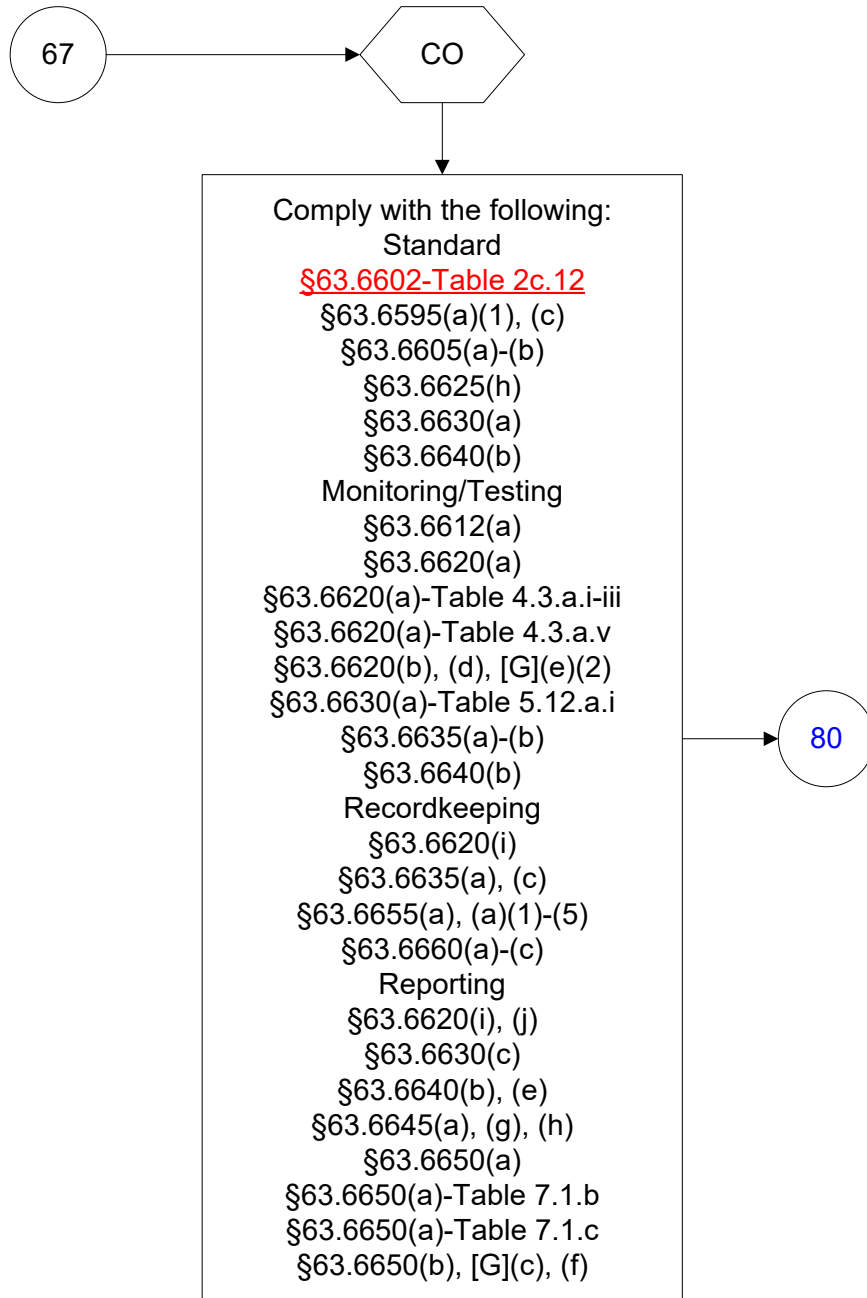 67
CO
Comply with the following:
Standard
§63.6602-Table 2c.12
§63.6595(a)(1), (c)
§63.6605(a)-(b)
§63.6625(h)
§63.6630(a)
§63.6640(b)
Monitoring/Testing
§63.6612(a)
§63.6620(a)
§63.6620(a)-Table 4.3.a.i-iii
§63.6620(a)-Table 4.3.a.v
§63.6620(b), (d), [G](e)(2)
§63.6630(a)-Table 5.12.a.i
§63.6635(a)-(b)
§63.6640(b)
Recordkeeping
§63.6620(i)
§63.6635(a), (c)
§63.6655(a), (a)(1)-(5)
§63.6660(a)-(c)
Reporting
§63.6620(i), (j)
§63.6630(c)
§63.6640(b), (e)
§63.6645(a), (g), (h)
§63.6650(a)
§63.6650(a)-Table 7.1.b
§63.6650(a)-Table 7.1.c
§63.6650(b), [G](c), (f)
80